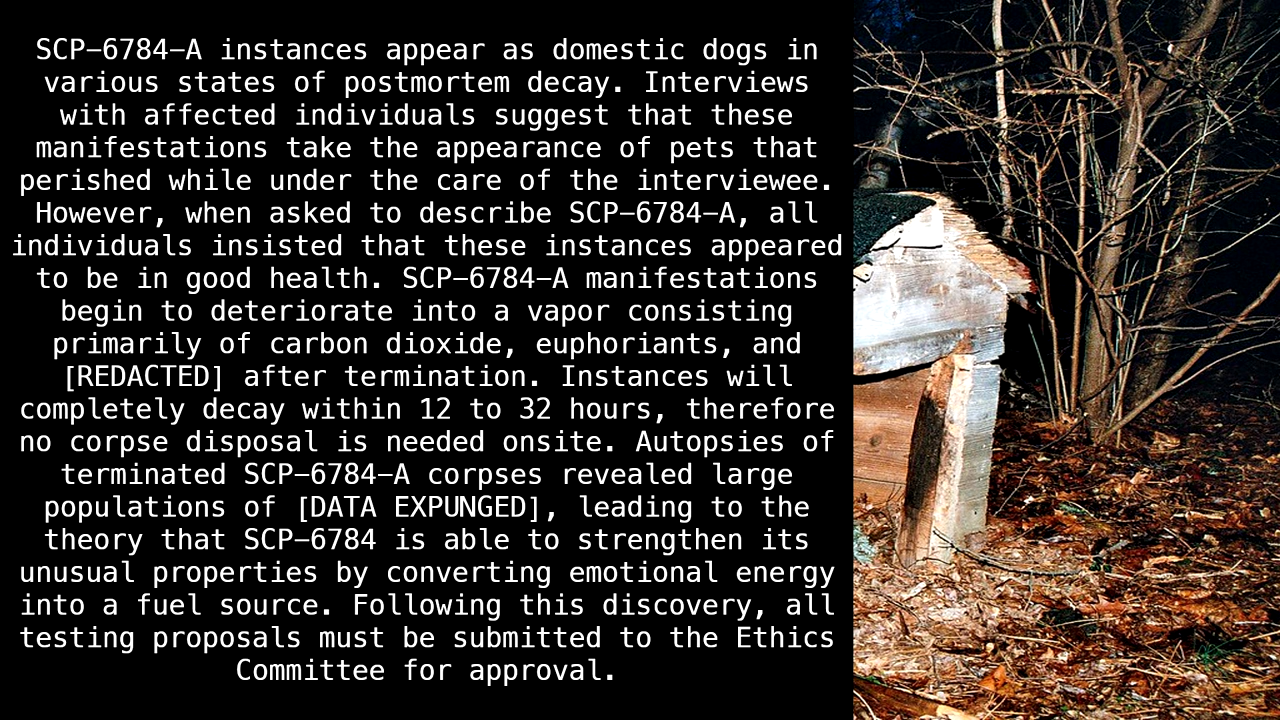 SCP-6784-A instances appear as domestic dogs in
various states of postmortem decay. Interviews
with affected individuals suggest that these
manifestations take the appearance of pets that
perished while under the care of the interviewee.
However, when asked to describe SCP-6784-A, all
individuals insisted that these instances appeared
to be in good health. SCP-6784-A manifestations
begin to deteriorate into a vapor consisting
primarily of carbon dioxide, euphoriants, and
[REDACTED] after termination. Instances will
completely decay within 12 to 32 hours, therefore
no corpse disposal is needed onsite. Autopsies of
terminated SCP-6784-A corpses revealed large
populations of [DATA EXPUNGED], leading to the
theory that SCP-6784 is able to strengthen its
unusual properties by converting emotional energy
into a fuel source. Following this discovery, all
testing proposals must be submitted to the Ethics
Committee for approval.